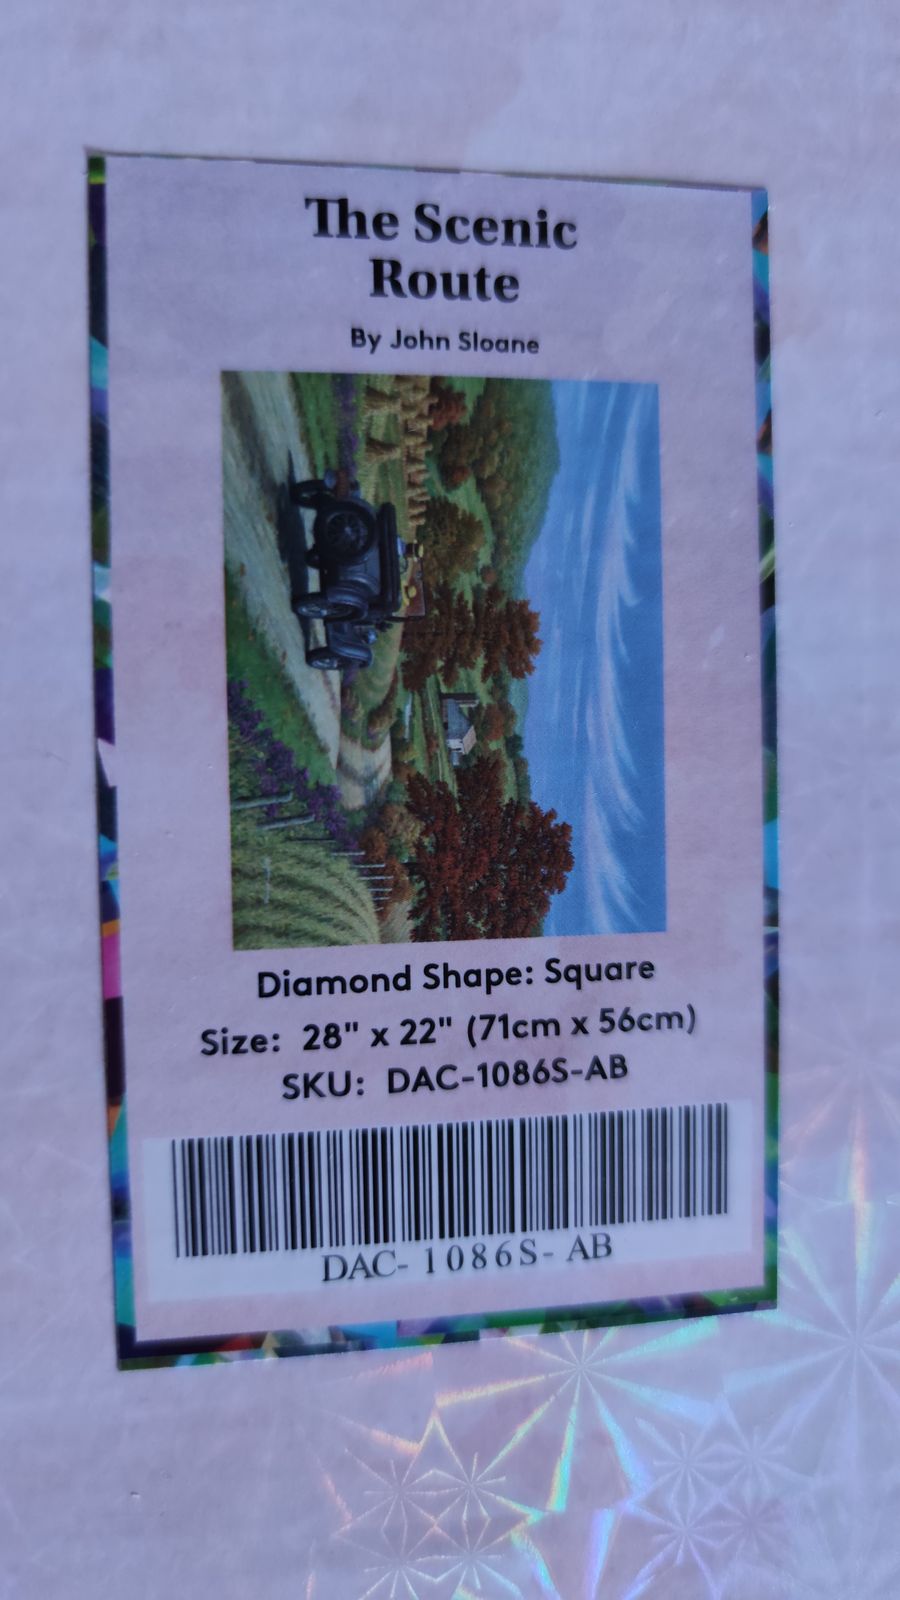 The Scenic
Route
By John Sloane
Diamond Shape: Square
Size: 28" x 22" (71cm x 56cm)
SKU: DAC-1086S-AB
DAC-1086S-AB